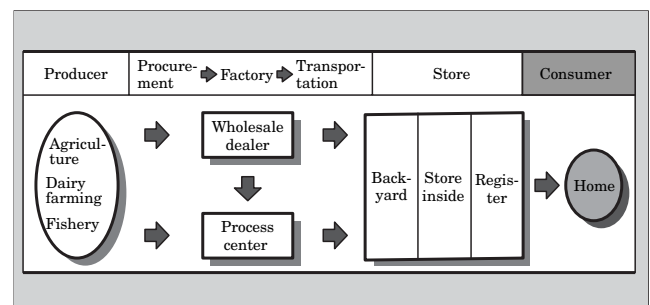 Producer
Procure-
ment
Factory
Transpor-
tation
Store
Consumer
Agricul-
ture
Dairy
farming
Fishery
Wholesale
dealer
Process
center
Back-
yard
Store
inside
Regis-
ter
Home